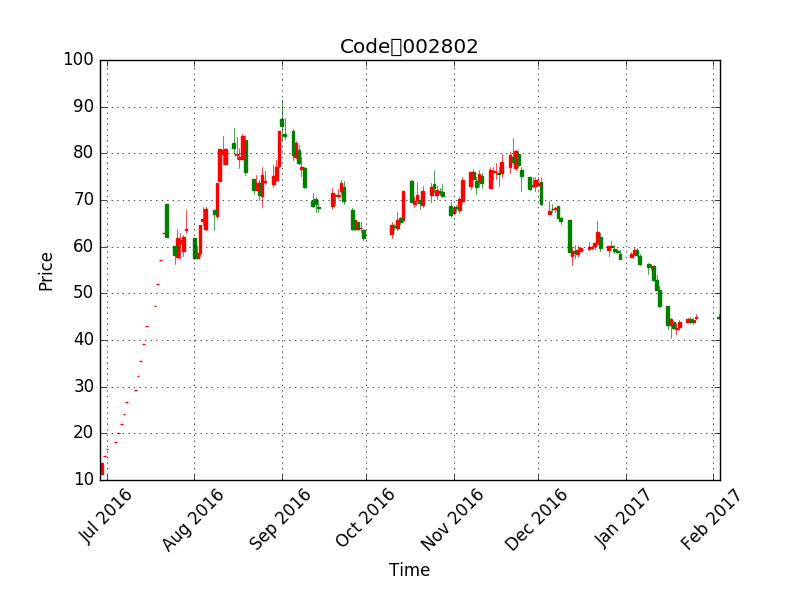 Code▯002802
100
90
80
70
60
50
40
30
20
10
Price
Jul 2016
Aug 2016
Sep 2016
Oct 2016
Nov 2016
Dec 2016
Jan 2017
Feb 2017
Time